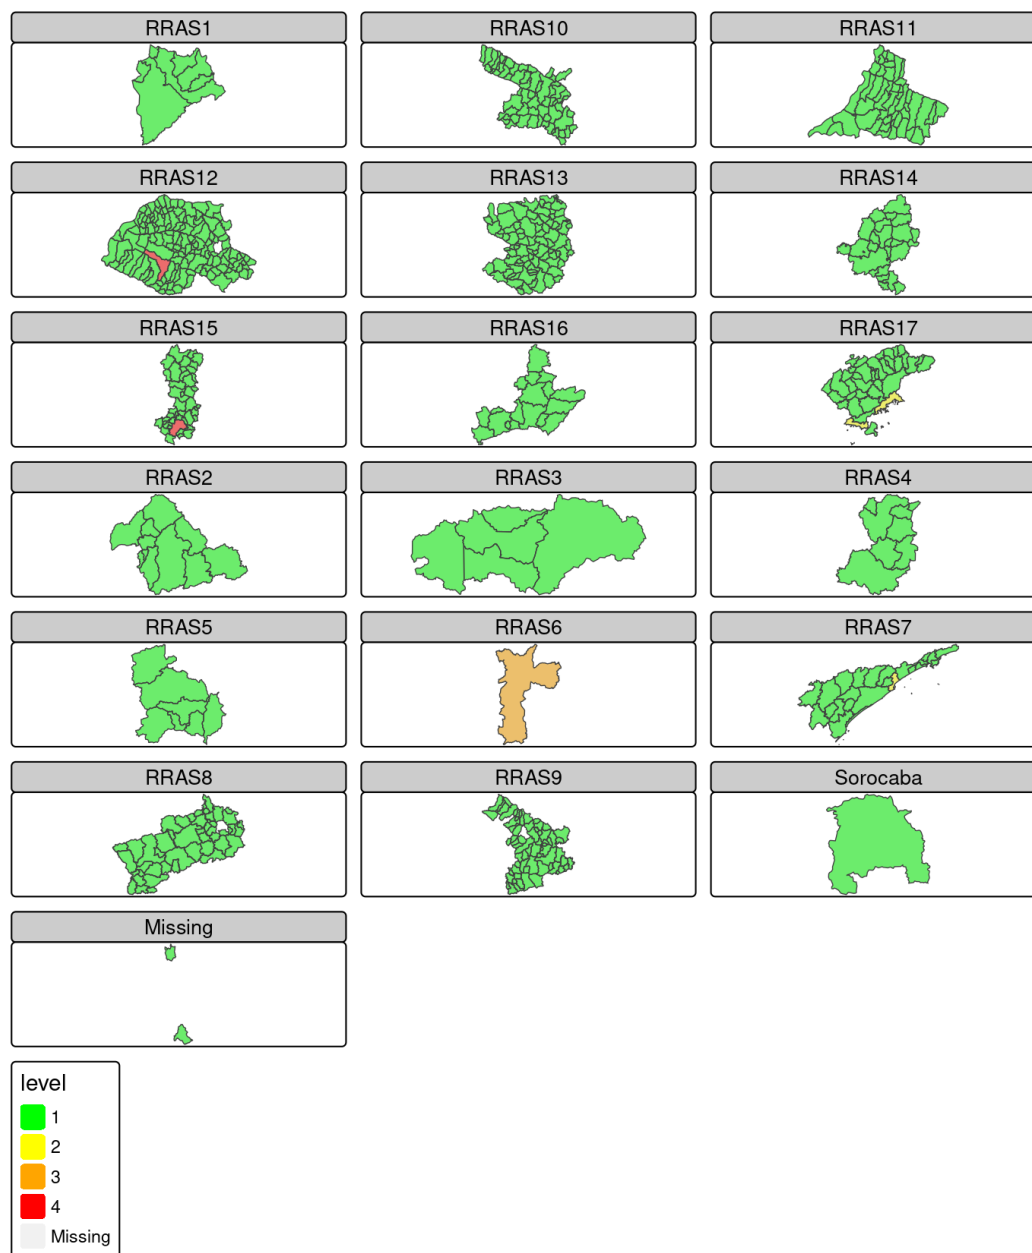 RRAS1
RRAS10
RRAS11
RRAS12
RRAS13
RRAS14
RRAS15
RRAS16
RRAS17
RRAS2
RRAS3
RRAS4
RRAS5
RRAS6
RRAS7
RRAS8
RRAS9
Sorocaba
Missing
level
1
2
3
4
Missing